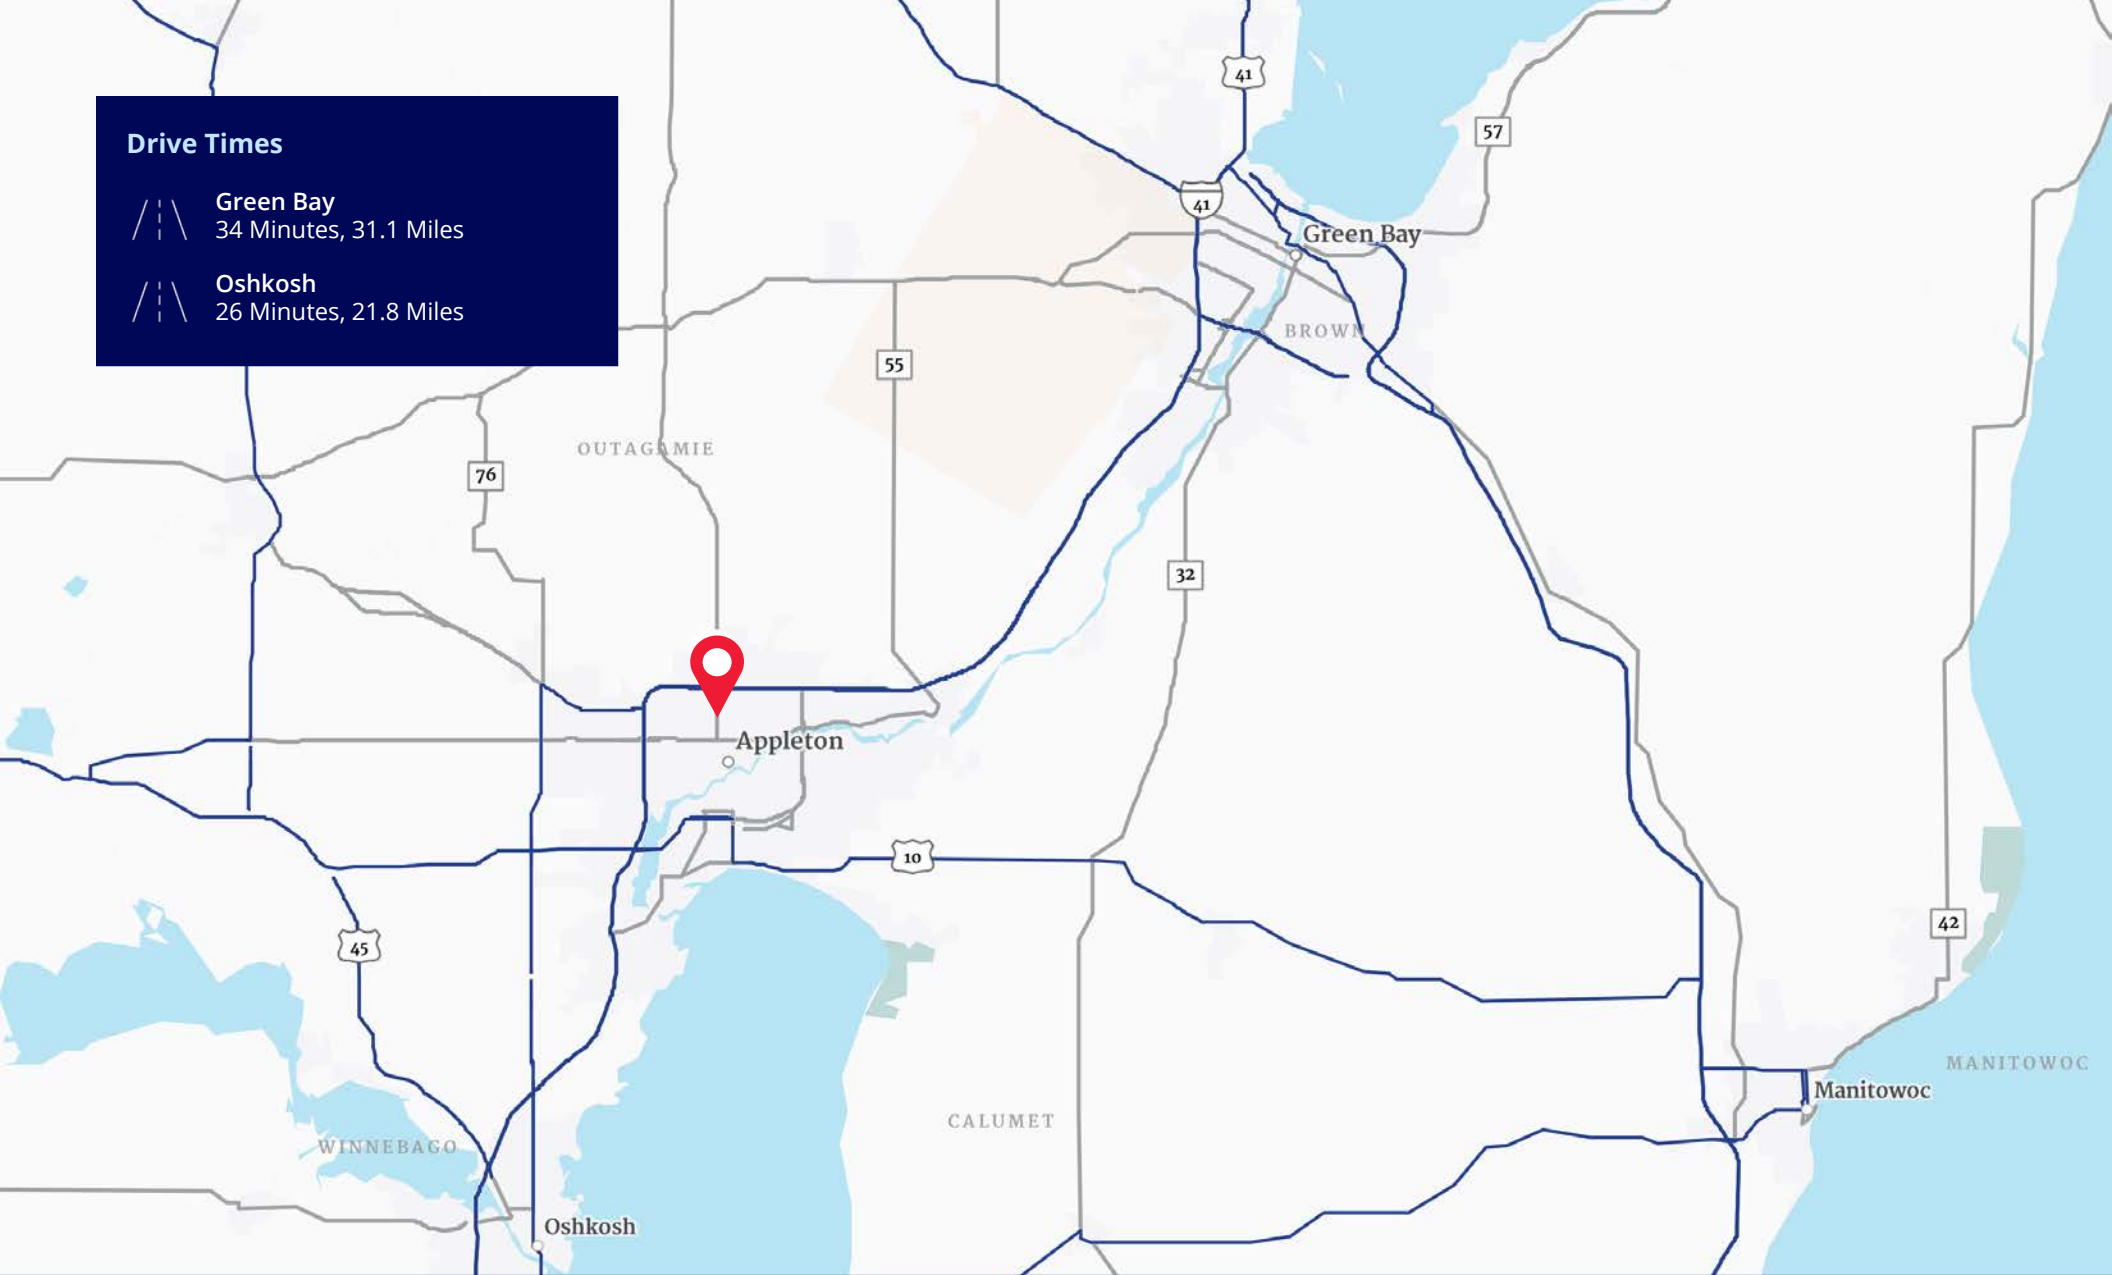 Drive Times
Green Bay
34 Minutes, 31.1 Miles
Oshkosh
26 Minutes, 21.8 Miles
41
57
41
Green Bay
BROWN
55
OUTAGAMIE
76
32
Appleton
10
42
45
MANITOWOC
Manitowoc
CALUMET
WINNEBAGO
Oshkosh